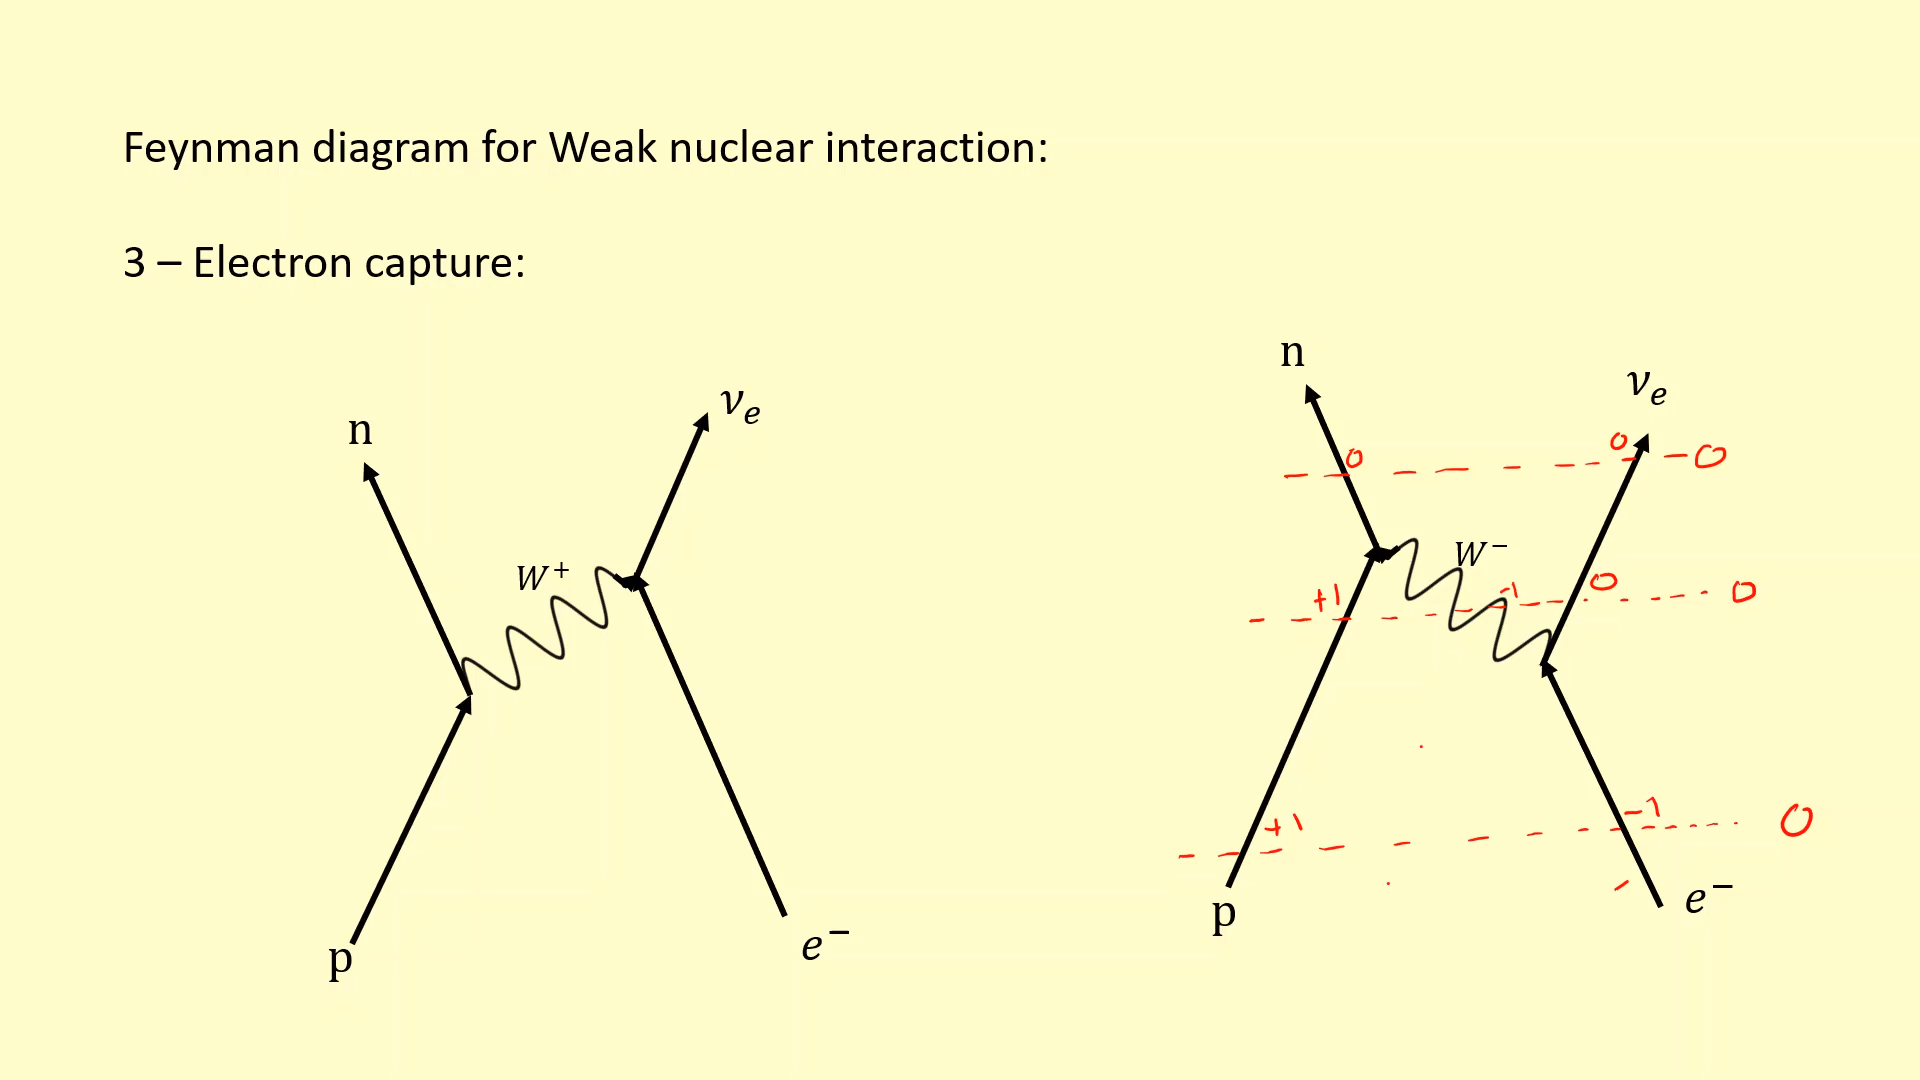 Feynman diagram for Weak nuclear interaction:
3 – Electron capture:
n
νₑ
W⁺
p
e⁻
n
νₑ
0 0 0
W⁻
+1 -1 0 0
+1 -1 0
p
e⁻